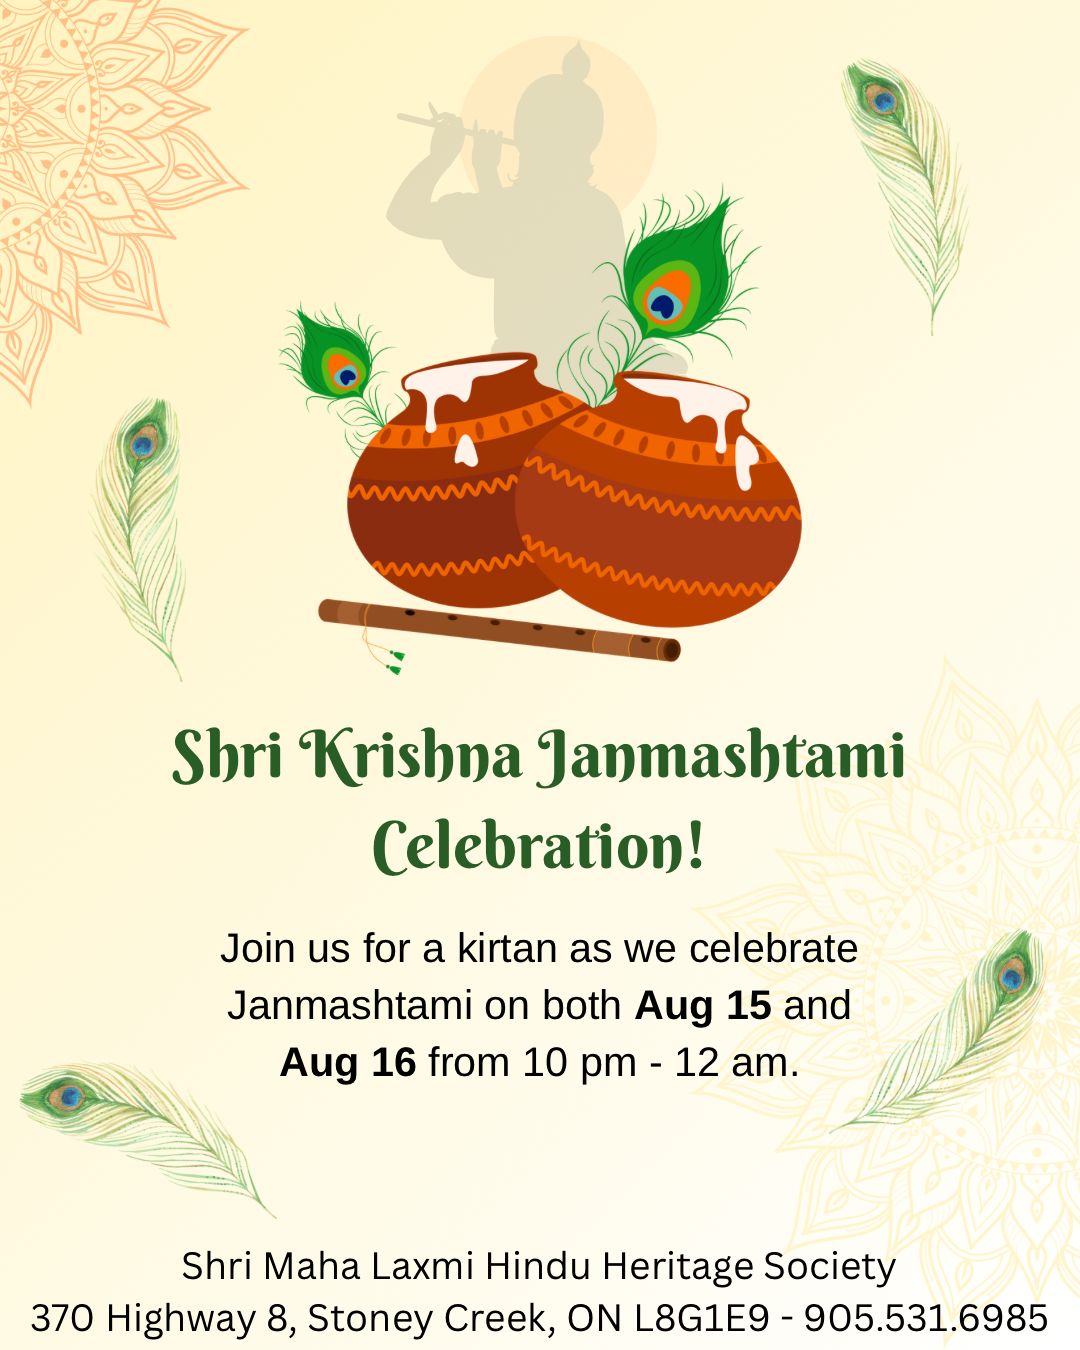 Shri Krishna Janmashtami
Celebration!
Join us for a kirtan as we celebrate
Janmashtami on both Aug 15 and
Aug 16 from 10 pm - 12 am.
Shri Maha Laxmi Hindu Heritage Society
370 Highway 8, Stoney Creek, ON L8G1E9 - 905.531.6985